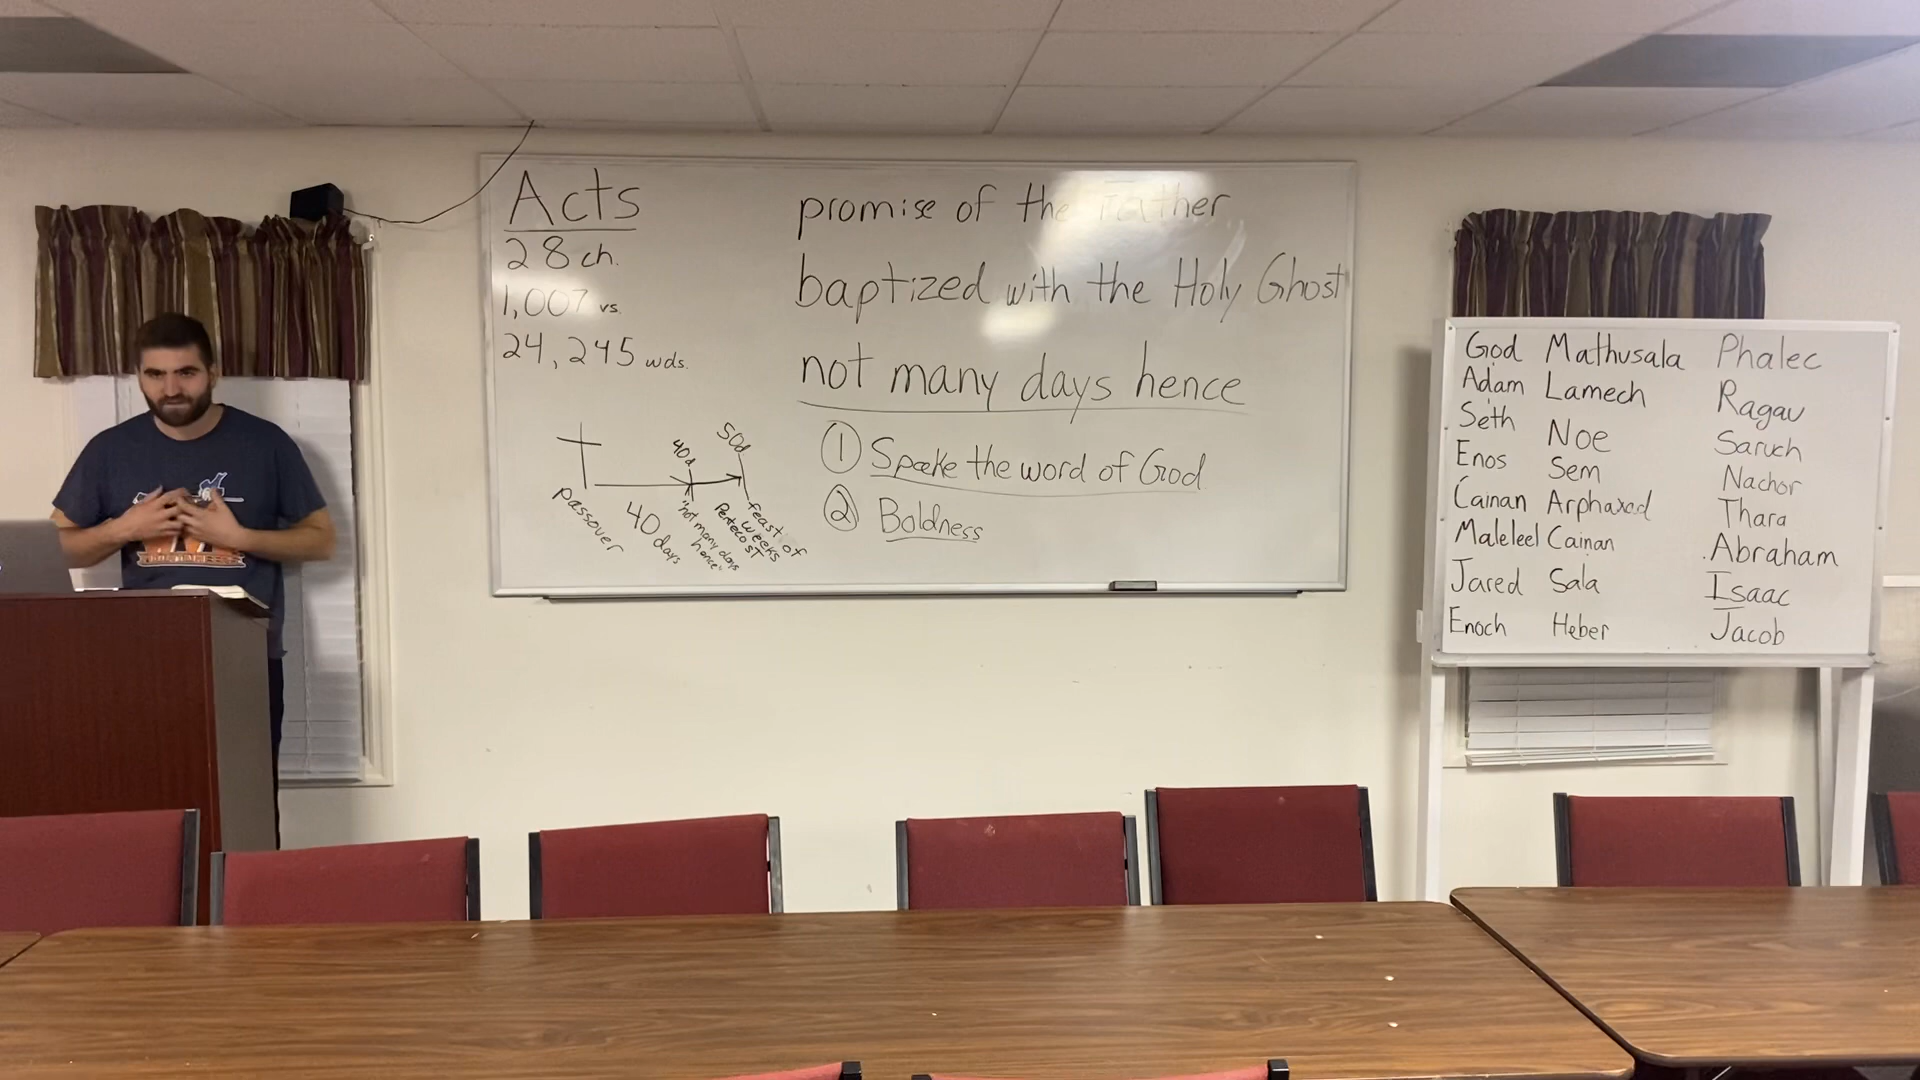 Acts
28 ch.
1,007 vs.
24,245 wds.
promise of the Father
baptized with the Holy Ghost
not many days hence
① Spake the word of God
② Boldness
passover
40 days
40d
"not many days
hence"
50d
feast of
weeks
Pentecost
God
Adam
Seth
Enos
Cainan
Maleleel
Jared
Enoch
Mathusala
Lamech
Noe
Sem
Arphaxad
Cainan
Sala
Heber
Phalec
Ragau
Saruch
Nachor
Thara
Abraham
Isaac
Jacob